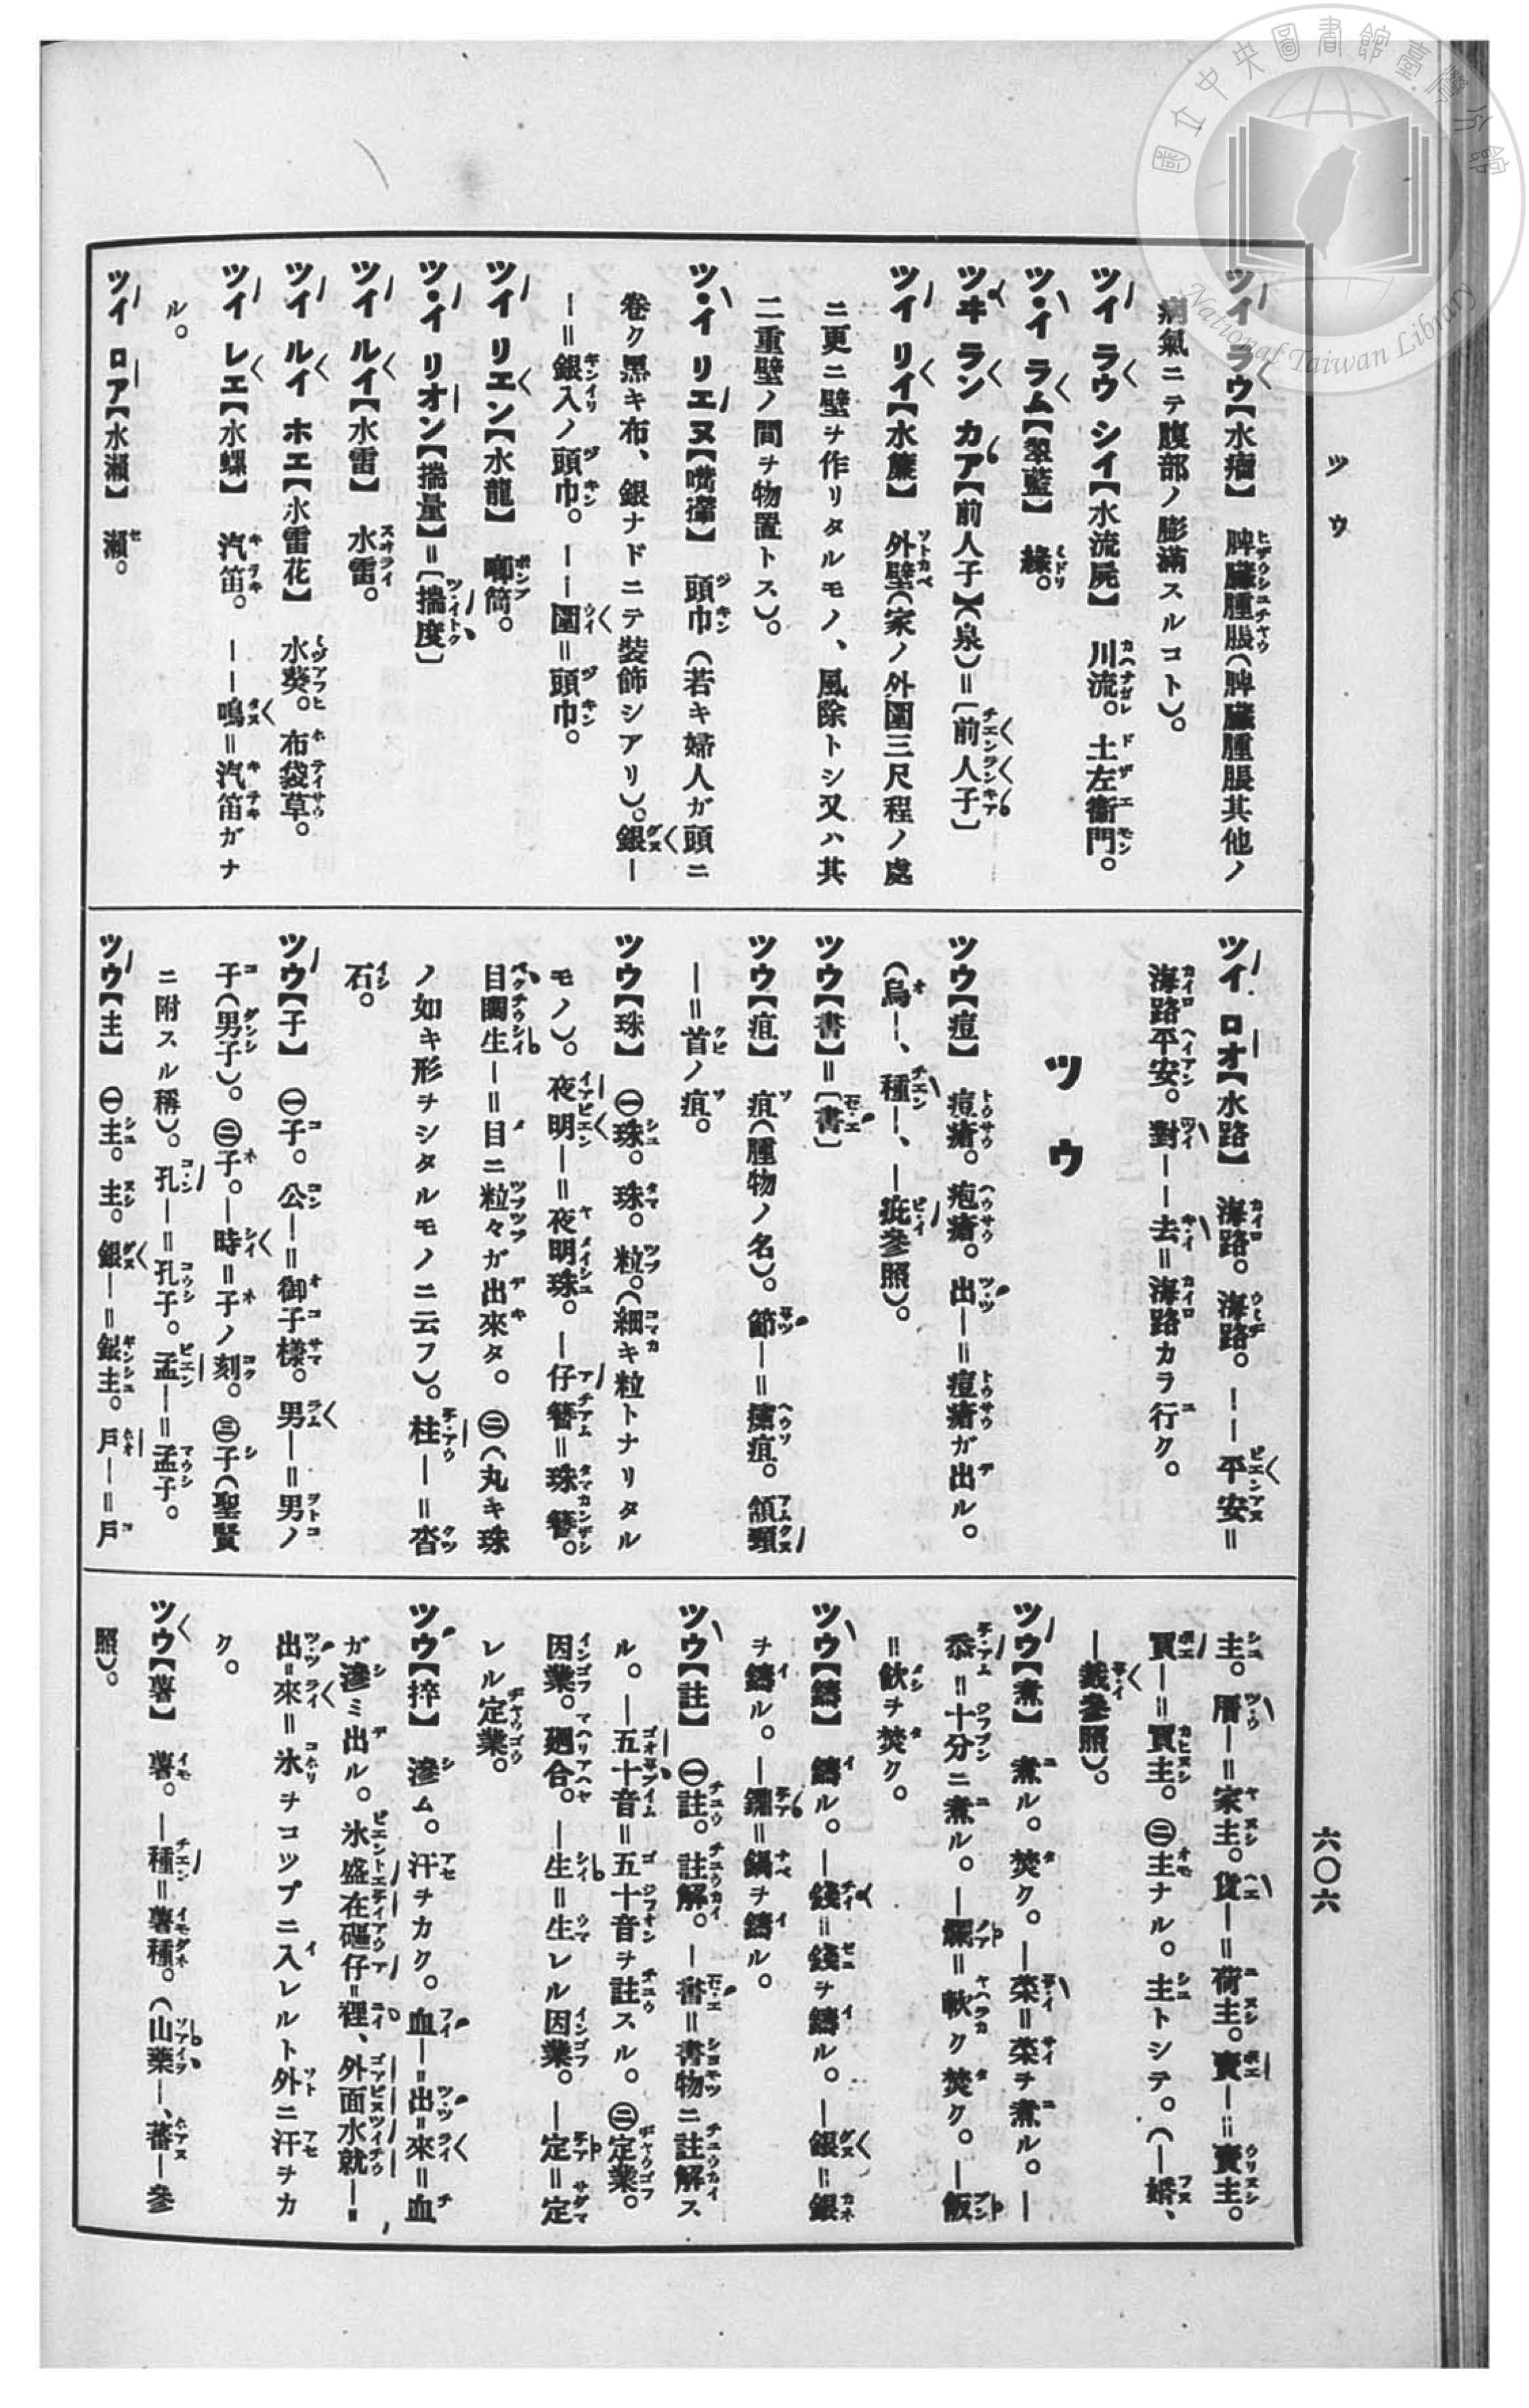 ツウ
六〇六
ツイ ラウ【水瘤】 脾臟腫脹(脾臟腫脹其他ノ
病氣ニテ腹部ノ膨滿スルコト)。
ツイ ラウ シイ【水流屍】 川流。土左衞門。
ツ・イ ラム【翠藍】 綠。
ツヰ ラン カア【前人子】(泉)=〔前人子〕
ツイ リイ【水簾】 外壁(家ノ外圍三尺程ノ處
ニ更ニ壁ヲ作リタルモノ、風除トシ又ハ其
二重壁ノ間ヲ物置トス)。
ツ・イ リエヌ【嘴】 頭巾(若キ婦人ガ頭ニ
卷ク黑キ布、銀ナドニテ裝飾シアリ)。銀—
—=銀入ノ頭巾。——圍=頭巾。
ツイ リエン【水龍】 喞筒。
ツ・イ リオン【揣量】=〔揣度〕
ツイ ルイ【水雷】 水雷。
ツイ ルイ ホエ【水雷花】 水葵。布袋草。
ツイ レエ【水螺】 汽笛。——鳴=汽笛ガナ
ル。
ツイ ロア【水瀨】 瀨。
ツイ ロオ【水路】 海路。海路。——平安=
海路平安。對——去=海路カラ行ク。
ツウ
ツウ【痘】 痘瘡。疱瘡。出—=痘瘡ガ出ル。
(烏—、種—、—疵參照)。
ツウ【書】=〔書〕
ツウ【疽】 疽(腫物ノ名)。節—=瘭疽。頷頸
—=首ノ疽。
ツウ【珠】 ㊀珠。珠。粒。(細キ粒トナリタル
モノ)。夜明—=夜明珠。—仔簪=珠簪。
目睭生—=目ニ粒々ガ出來タ。㊁(丸キ珠
ノ如キ形ヲシタルモノニ云フ)。柱—=沓
石。
ツウ【子】 ㊀子。公—=御子樣。男—=男ノ
子(男子)。㊁子。—時=子ノ刻。㊂子(聖賢
ニ附スル稱)。孔—=孔子。孟—=孟子。
ツウ【主】 ㊀主。主。銀—=銀主。戶—=戶
主。厝—=家主。貨—=荷主。賣—=賣主。
買—=買主。㊁主ナル。主トシテ。(—婚、
—裁參照)。
ツウ【煮】 煮ル。焚ク。—菜=菜ヲ煮ル。—
忝=十分ニ煮ル。—爛=軟ク焚ク。—飯
=飮ヲ焚ク。
ツウ【鑄】 鑄ル。—錢=錢ヲ鑄ル。—銀=銀
ヲ鑄ル。—鍋=鍋ヲ鑄ル。
ツウ【註】 ㊀註。註解。—書=書物ニ註解ス
ル。—五十音=五十音ヲ註スル。㊁定業。
因業。廻合。—生=生レル因業。—定=定
レル定業。
ツウ【捽】 滲ム。汗ヲカク。血—出來=血
ガ滲ミ出ル。氷盛在甌仔裡、外面水就—
出來=氷ヲコツプニ入レルト外ニ汗ヲカ
ク。
ツウ【薯】 薯。—種=薯種。(山藥—、蕃—參
照)。